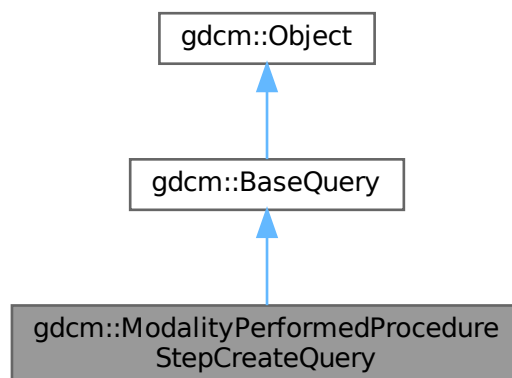 gdcm::Object
gdcm::BaseQuery
gdcm::ModalityPerformedProcedure
StepCreateQuery